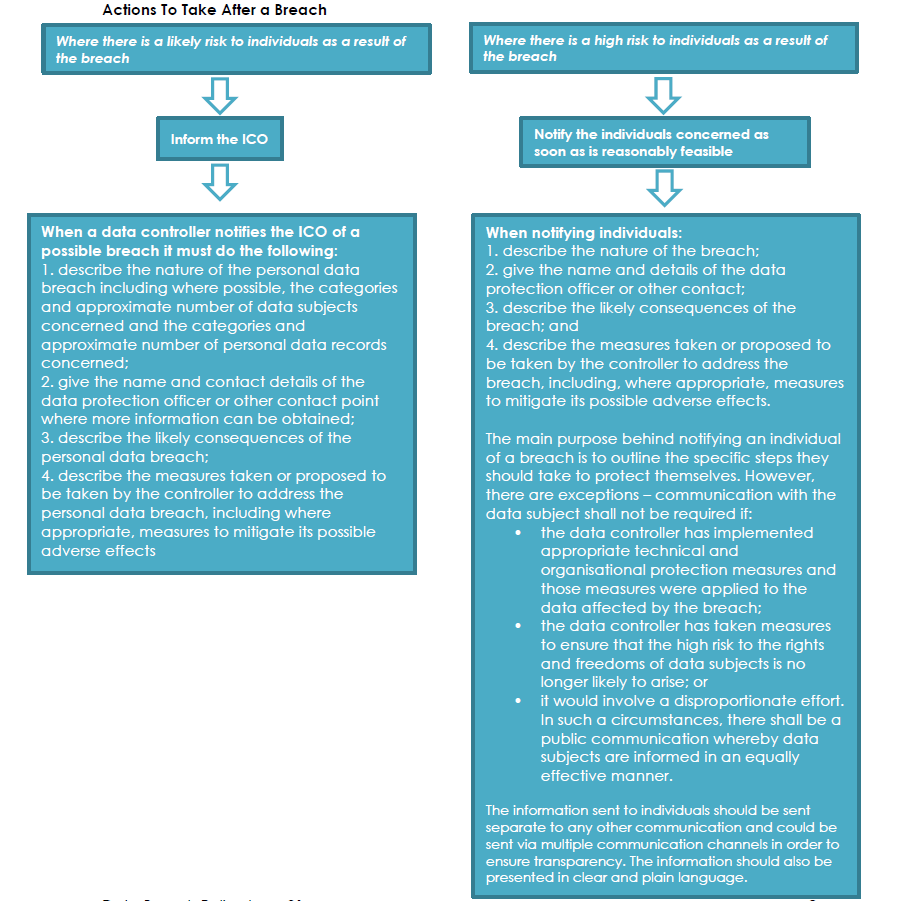 Actions To Take After a Breach
Where there is a likely risk to individuals as a result of
the breach
Inform the ICO
When a data controller notifies the ICO of a
possible breach it must do the following:
1. describe the nature of the personal data
breach including where possible, the categories
and approximate number of data subjects
concerned and the categories and
approximate number of personal data records
concerned;
2. give the name and contact details of the
data protection officer or other contact point
where more information can be obtained;
3. describe the likely consequences of the
personal data breach;
4. describe the measures taken or proposed to
be taken by the controller to address the
personal data breach, including where
appropriate, measures to mitigate its possible
adverse effects
Where there is a high risk to individuals as a result of
the breach
Notify the individuals concerned as
soon as is reasonably feasible
When notifying individuals:
1. describe the nature of the breach;
2. give the name and details of the data
protection officer or other contact;
3. describe the likely consequences of the
breach; and
4. describe the measures taken or proposed to
be taken by the controller to address the
breach, including, where appropriate, measures
to mitigate its possible adverse effects.
The main purpose behind notifying an individual
of a breach is to outline the specific steps they
should take to protect themselves. However,
there are exceptions – communication with the
data subject shall not be required if:
• the data controller has implemented
appropriate technical and
organisational protection measures and
those measures were applied to the
data affected by the breach;
• the data controller has taken measures
to ensure that the high risk to the rights
and freedoms of data subjects is no
longer likely to arise; or
• it would involve a disproportionate effort.
In such a circumstances, there shall be a
public communication whereby data
subjects are informed in an equally
effective manner.
The information sent to individuals should be sent
separate to any other communication and could be
sent via multiple communication channels in order to
ensure transparency. The information should also be
presented in clear and plain language.